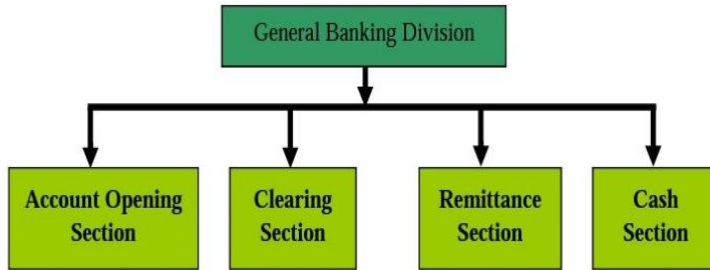 General Banking Division
Account Opening
Section
Clearing
Section
Remittance
Section
Cash
Section